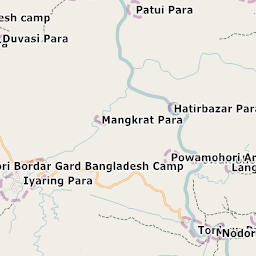 Patui Para
esh camp
Duvasi Para
Hatirbazar Para
Mangkrat Para
Powamohori A
ori Bordar Gard Bangladesh Camp
Lang
Iyaring Para
Nodor